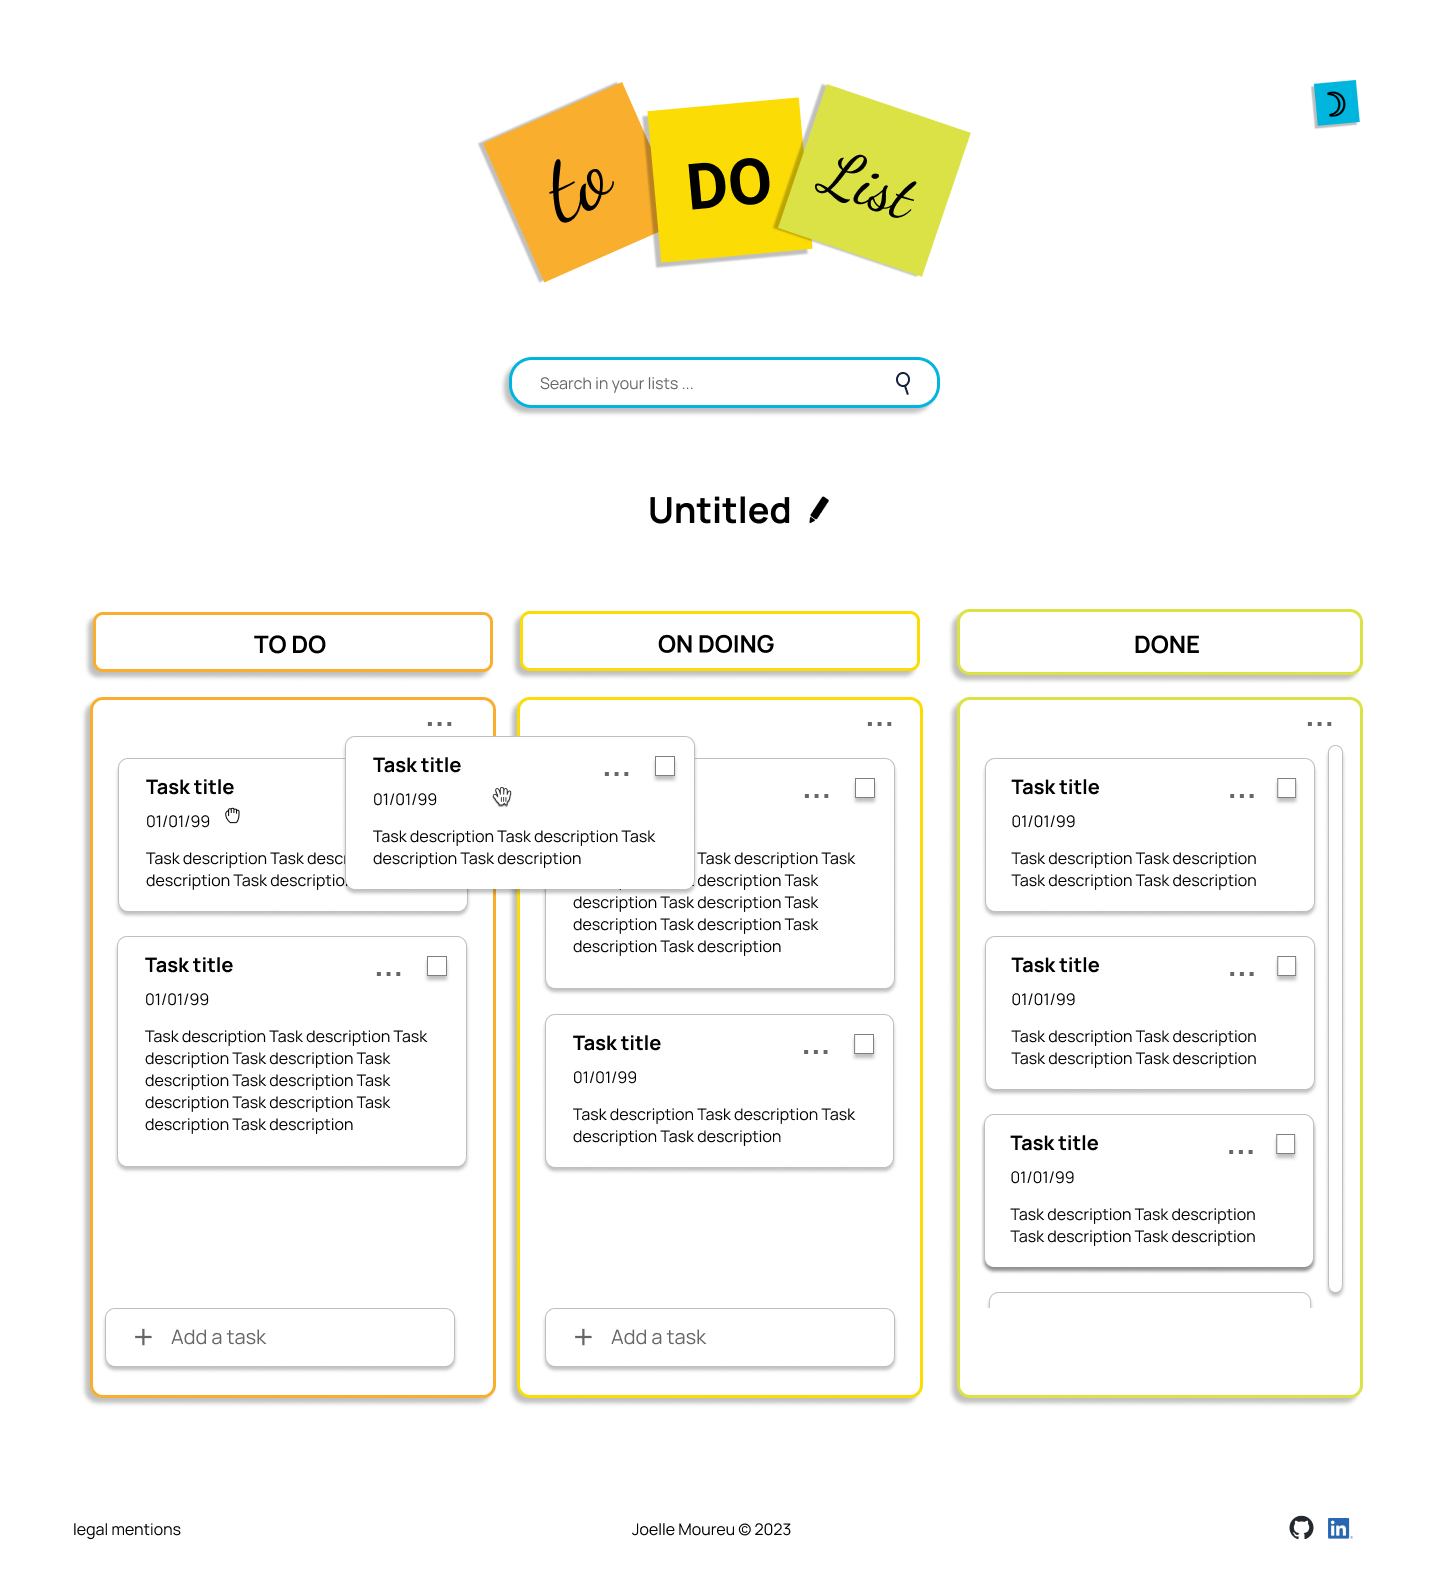 to
DO
List
Search in your lists ...
Untitled
TO DO
ON DOING
DONE
...
...
...
Task title
01/01/99
Task description Task descr
description Task descriptio
Task title
...
01/01/99
Task description Task description Task
description Task description
...
Task description Task
description Task
description Task description Task
description Task description Task
description Task description
Task title
...
01/01/99
Task description Task description
Task description Task description
Task title
...
01/01/99
Task description Task description Task
description Task description Task
description Task description Task
description Task description Task
description Task description
Task title
...
01/01/99
Task description Task description Task
description Task description
Task title
...
01/01/99
Task description Task description
Task description Task description
Task title
...
01/01/99
Task description Task description
Task description Task description
+ Add a task
+ Add a task
legal mentions
Joelle Moureu © 2023
in